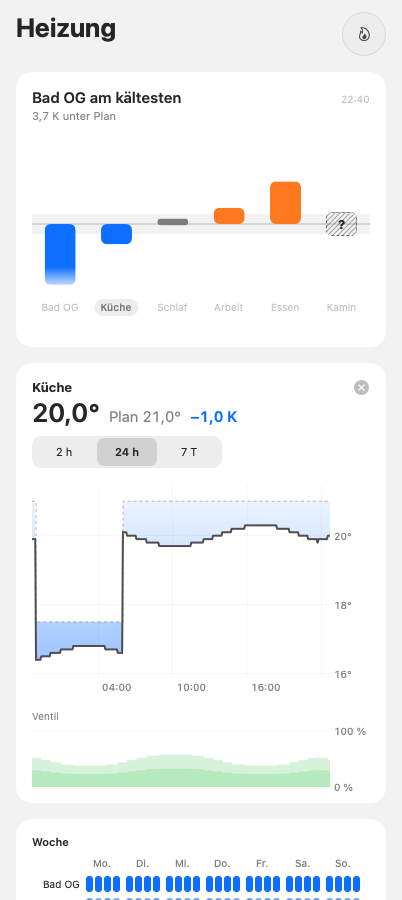 Heizung
Bad OG am kältesten
22:40
3,7 K unter Plan
?
Bad OG Küche Schlaf Arbeit Essen Kamin
Küche
20,0° Plan 21,0° −1,0 K
2 h 24 h 7 T
20°
18°
16°
04:00 10:00 16:00
Ventil
100 %
0 %
Woche
Mo. Di. Mi. Do. Fr. Sa. So.
Bad OG